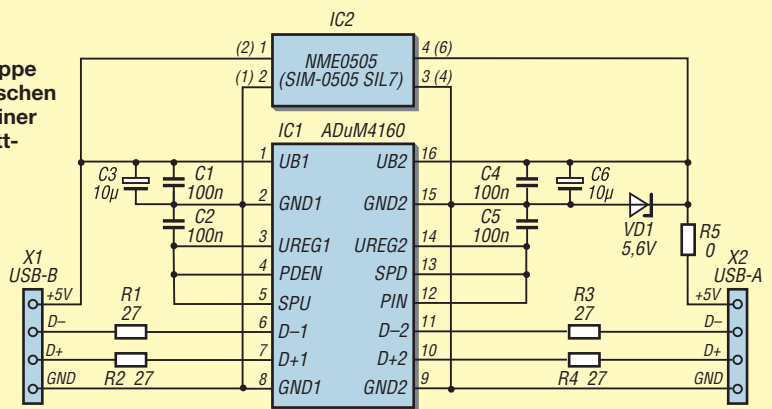 IC2
ppe
schen
iner
tt-
(2) 1
(1) 2
NME0505
(SIM-0505 SIL7)
4 (6)
3 (4)
IC1 ADuM4160
C3
10µ
C1
100n
C2
100n
1 UB1
2 GND1
3 UREG1
4 PDEN
5 SPU
6 D–1
7 D+1
8 GND1
UB2 16
GND2 15
UREG2 14
SPD 13
PIN 12
D–2 11
D+2 10
GND2 9
C4
100n
C5
100n
C6
10µ
VD1
5,6V
R5
0
X1
USB-B
+5V
D–
D+
GND
R1
27
R2 27
R3
27
R4 27
X2
USB-A
+5V
D–
D+
GND